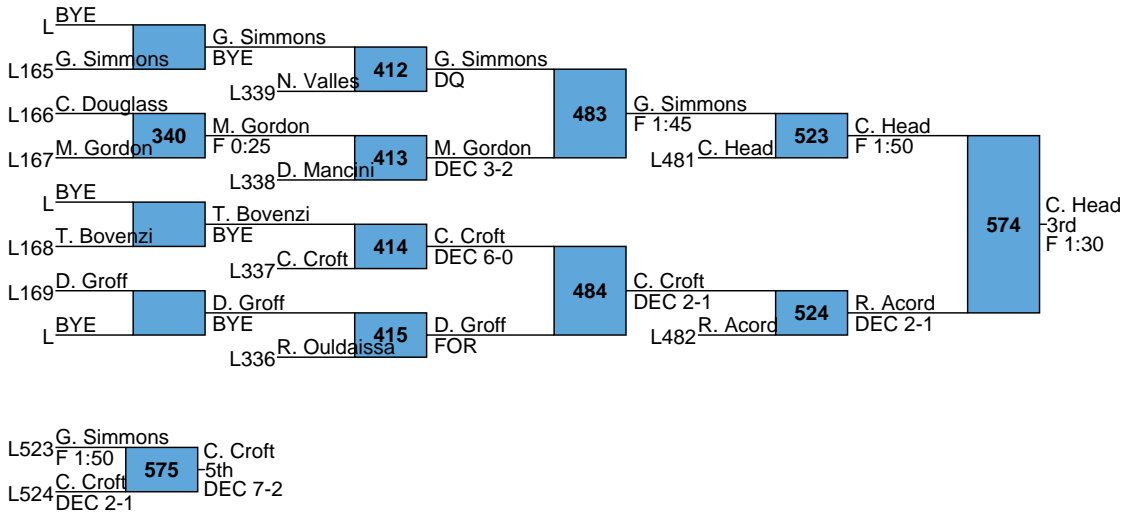 BYE
L
G. Simmons
L165
G. Simmons
BYE
N. Valles
L339
412
G. Simmons
DQ
C. Douglass
L166
M. Gordon
L167
340
M. Gordon
F 0:25
D. Mancini
L338
413
M. Gordon
DEC 3-2
483
G. Simmons
F 1:45
C. Head
L481
523
C. Head
F 1:50
BYE
L
T. Bovenzi
L168
T. Bovenzi
BYE
C. Croft
L337
414
C. Croft
DEC 6-0
D. Groff
L169
BYE
L
D. Groff
BYE
R. Ouldaissa
L336
415
D. Groff
FOR
484
C. Croft
DEC 2-1
R. Acord
L482
524
R. Acord
DEC 2-1
574
C. Head
3rd
F 1:30
G. Simmons
L523
F 1:50
C. Croft
L524
DEC 2-1
575
C. Croft
5th
DEC 7-2